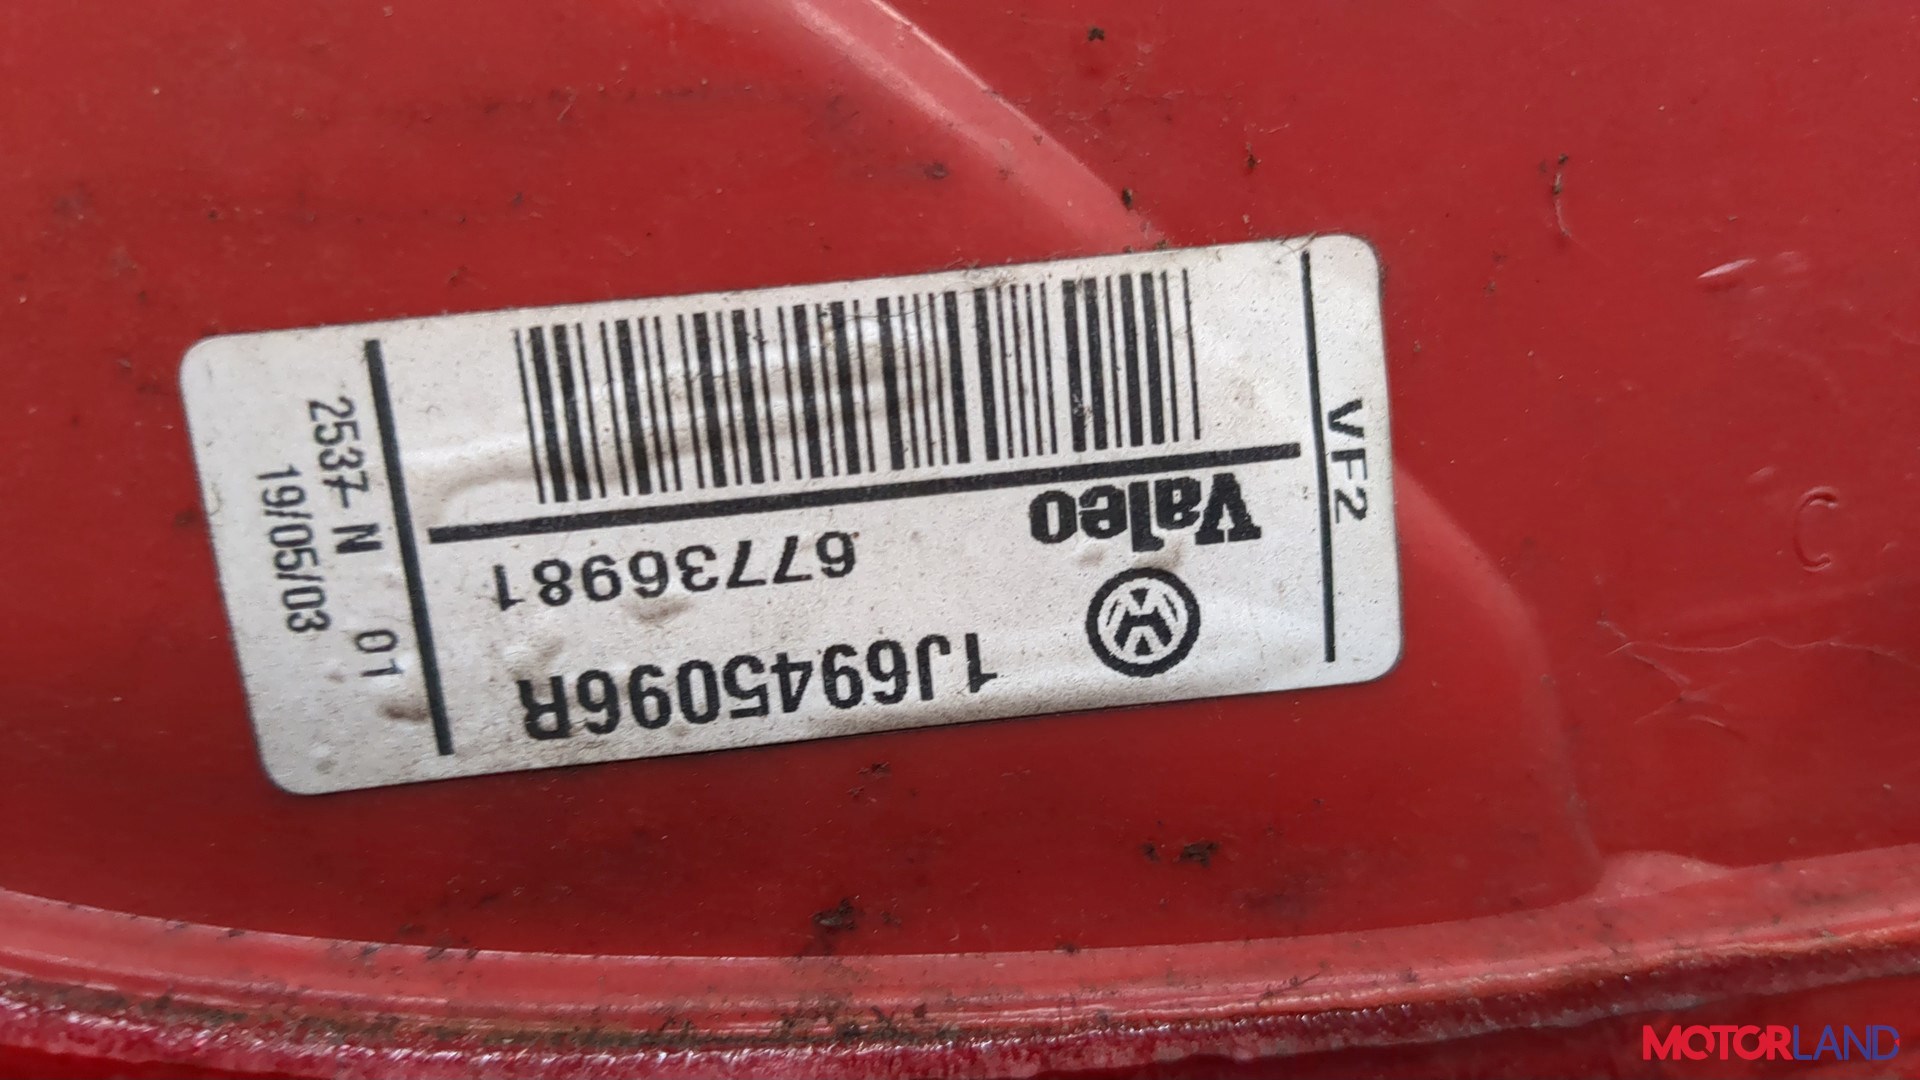 VF2
1J6945096R
67736981
Valeo
2537 N 01
19/05/03
C
MOTORLAND